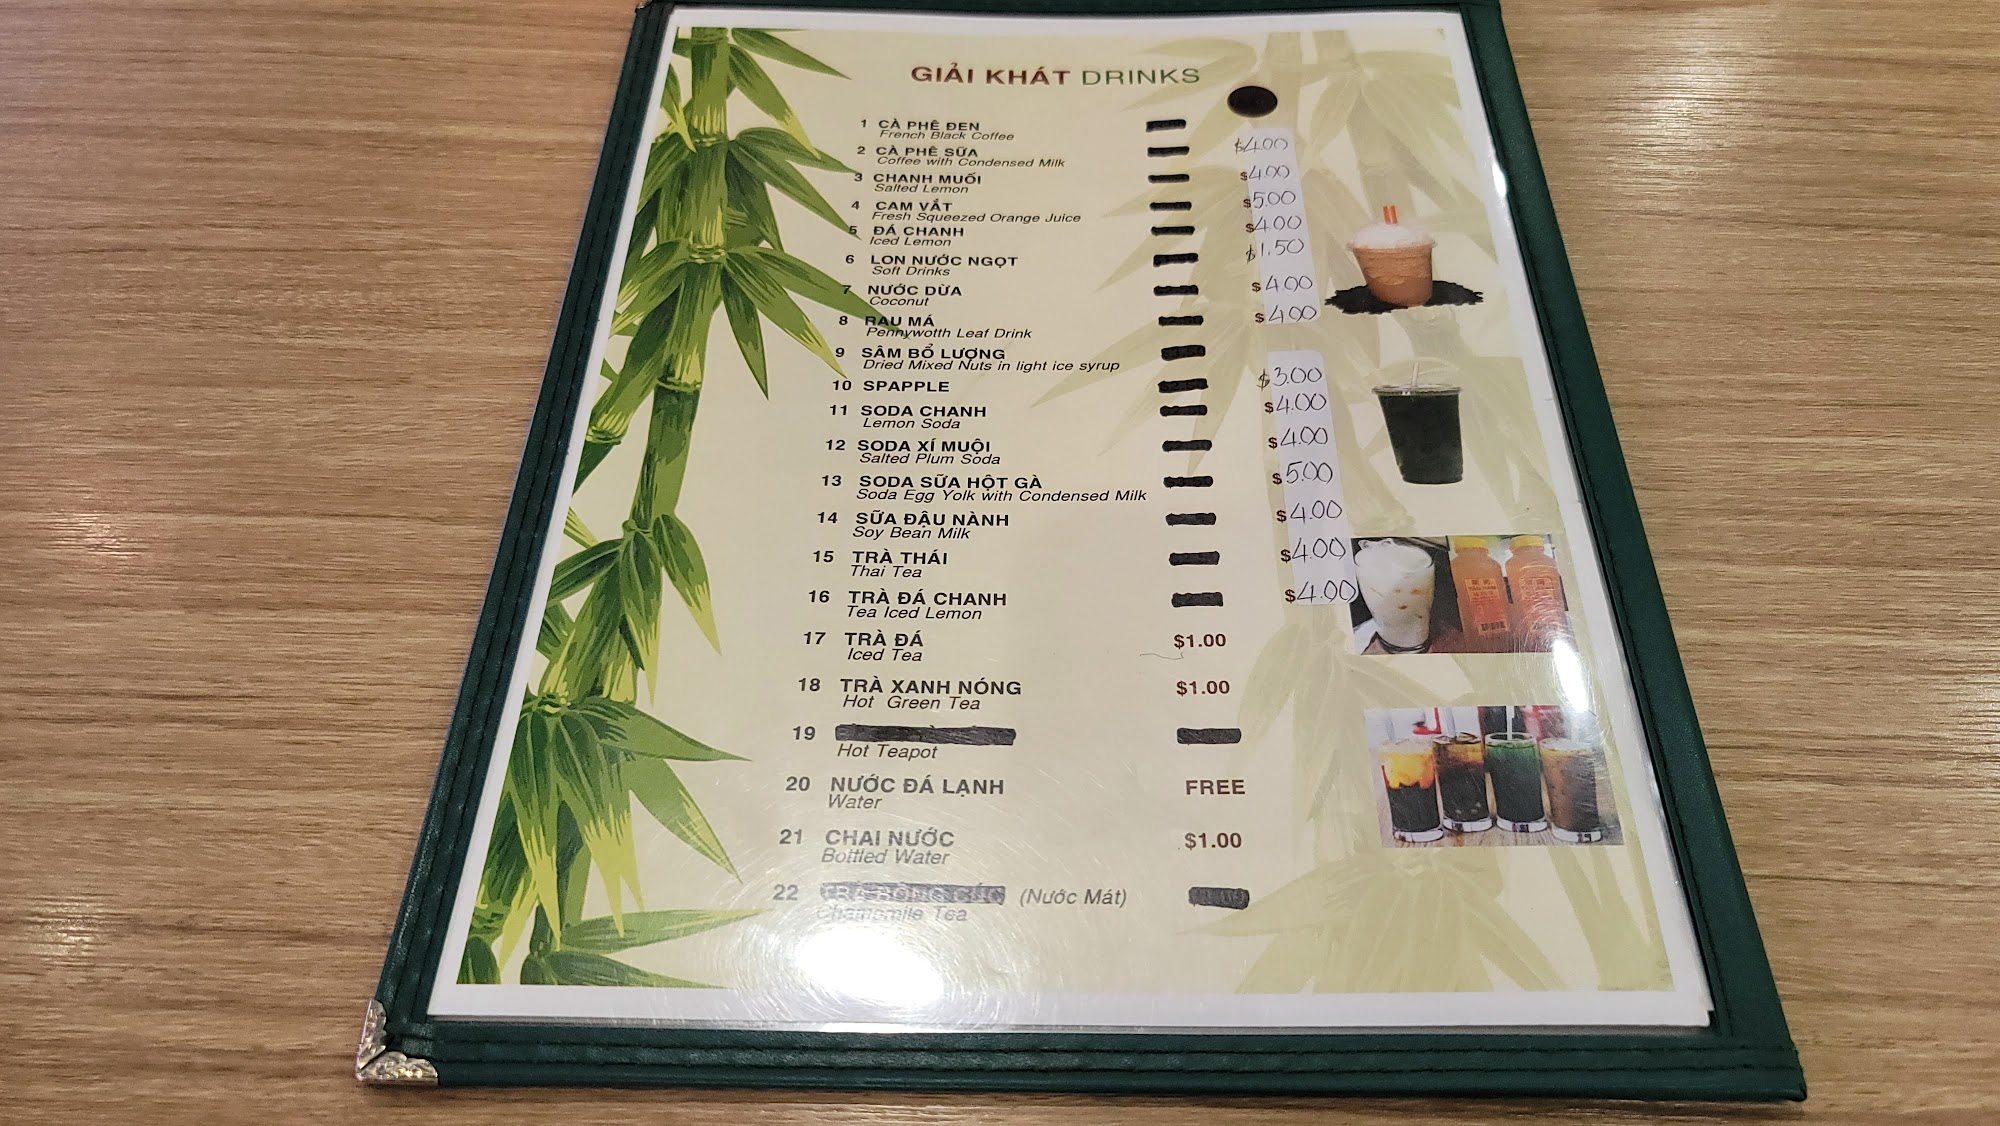 GIẢI KHÁT DRINKS
1 CÀ PHÊ ĐEN
French Black Coffee
2 CÀ PHÊ SỮA $4.00
Coffee with Condensed Milk
3 CHANH MUỐI $4.00
Salted Lemon
4 CAM VẮT $5.00
Fresh Squeezed Orange Juice
5 ĐÁ CHANH $4.00
Iced Lemon
6 LON NƯỚC NGỌT $1.50
Soft Drinks
7 NƯỚC DỪA $4.00
Coconut
8 RAU MÁ $4.00
Pennywotth Leaf Drink
9 SÂM BỔ LƯỢNG
Dried Mixed Nuts in light ice syrup
10 SPAPPLE $3.00
11 SODA CHANH $4.00
Lemon Soda
12 SODA XÍ MUỘI $4.00
Salted Plum Soda
13 SODA SỮA HỘT GÀ $5.00
Soda Egg Yolk with Condensed Milk
14 SỮA ĐẬU NÀNH $4.00
Soy Bean Milk
15 TRÀ THÁI $4.00
Thai Tea
16 TRÀ ĐÁ CHANH $4.00
Tea Iced Lemon
17 TRÀ ĐÁ $1.00
Iced Tea
18 TRÀ XANH NÓNG $1.00
Hot Green Tea
19
Hot Teapot
20 NƯỚC ĐÁ LẠNH FREE
Water
21 CHAI NƯỚC $1.00
Bottled Water
22 TRÀ BÔNG CÚC (Nước Mát)
Chamomile Tea